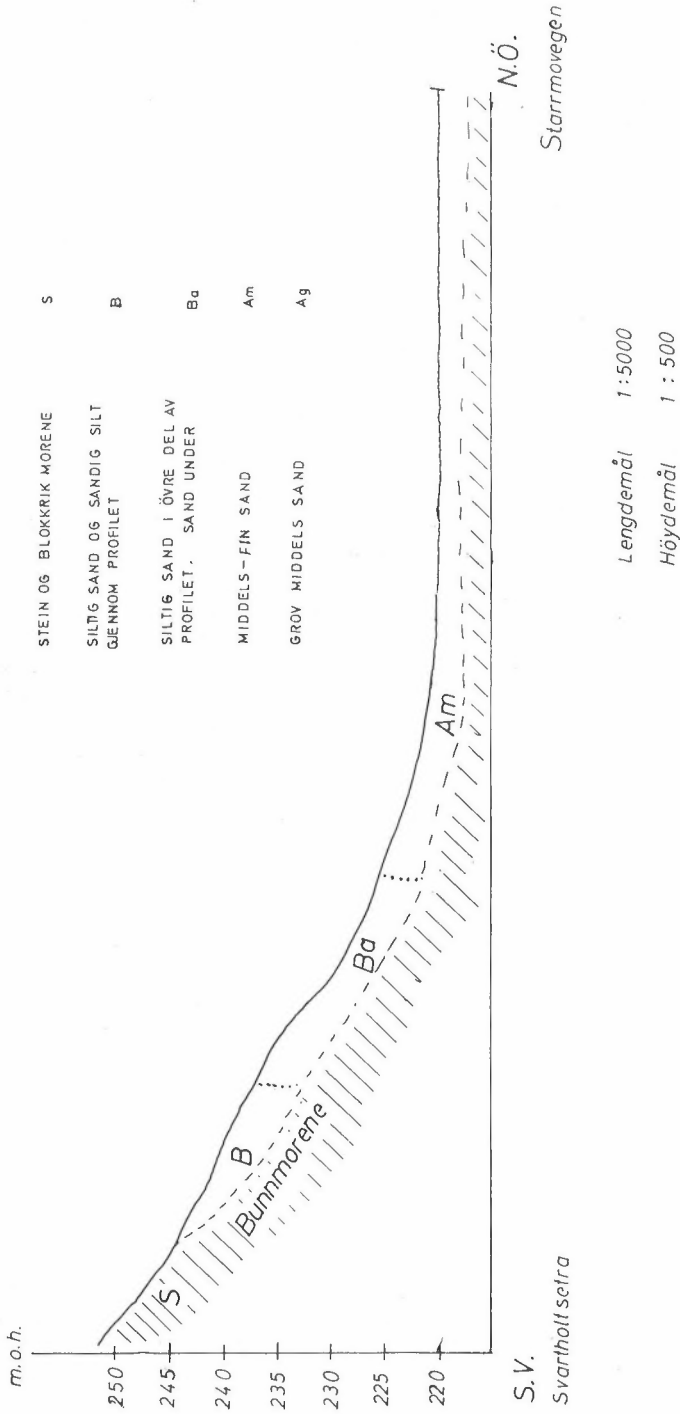 m.o.h.
250
245
240
235
230
225
220
STEIN OG BLOKKRIK MORENE S
SILTIG SAND OG SANDIG SILT B
GJENNOM PROFILET
SILTIG SAND I ÖVRE DEL AV Ba
PROFILET. SAND UNDER
MIDDELS-FIN SAND Am
GROV MIDDELS SAND Ag
S
B
Bunnmorene
Ba
Am
S.V.
Svartholtsetra
N.Ö.
Starrmovegen
Lengdemål 1:5000
Höydemål 1 : 500